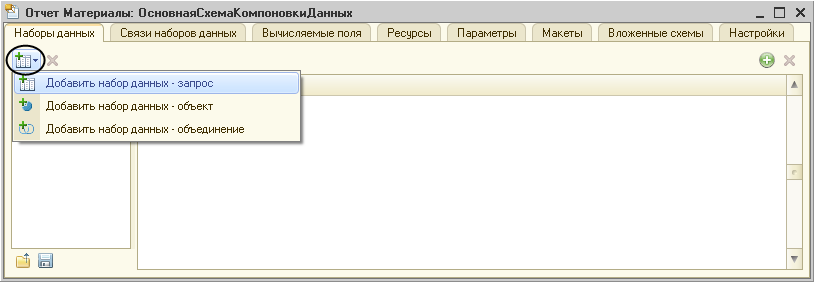 Отчет Материалы: ОсновнаяСхемаКомпоновкиДанных
Наборы данных Связи наборов данных Вычисляемые поля Ресурсы Параметры Макеты Вложенные схемы Настройки
Добавить набор данных - запрос
Добавить набор данных - объект
Добавить набор данных - объединение